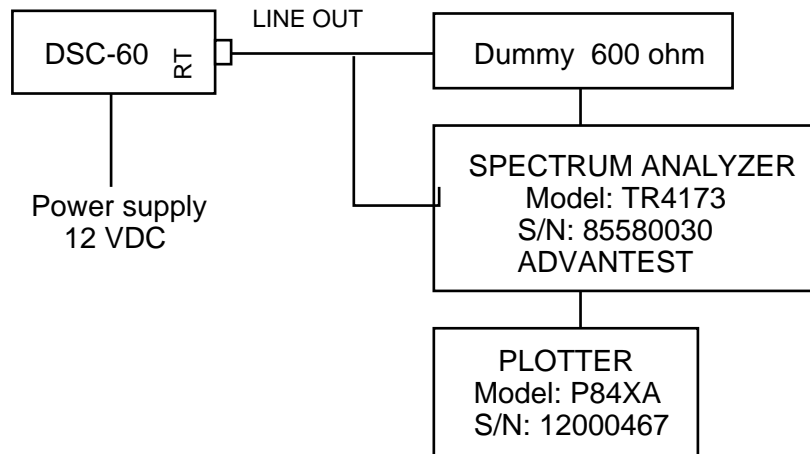 LINE OUT
DSC-60
RT
Dummy 600 ohm
Power supply
12 VDC
SPECTRUM ANALYZER
Model: TR4173
S/N: 85580030
ADVANTEST
PLOTTER
Model: P84XA
S/N: 12000467